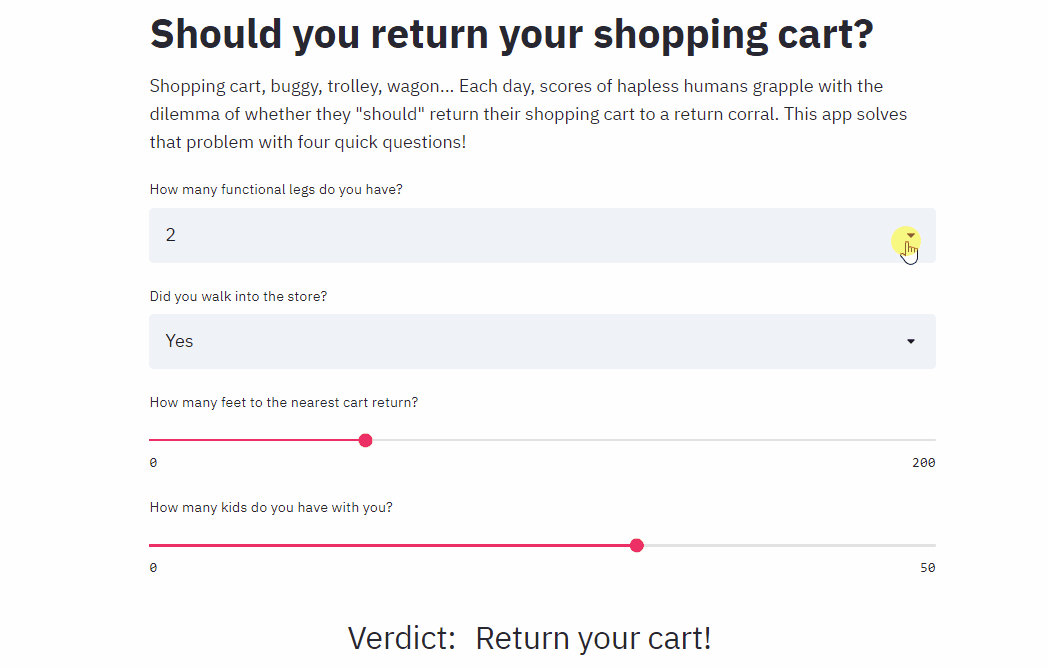 Should you return your shopping cart?
Shopping cart, buggy, trolley, wagon... Each day, scores of hapless humans grapple with the
dilemma of whether they "should" return their shopping cart to a return corral. This app solves
that problem with four quick questions!
How many functional legs do you have?
2
Did you walk into the store?
Yes
How many feet to the nearest cart return?
0 200
How many kids do you have with you?
0 50
Verdict: Return your cart!